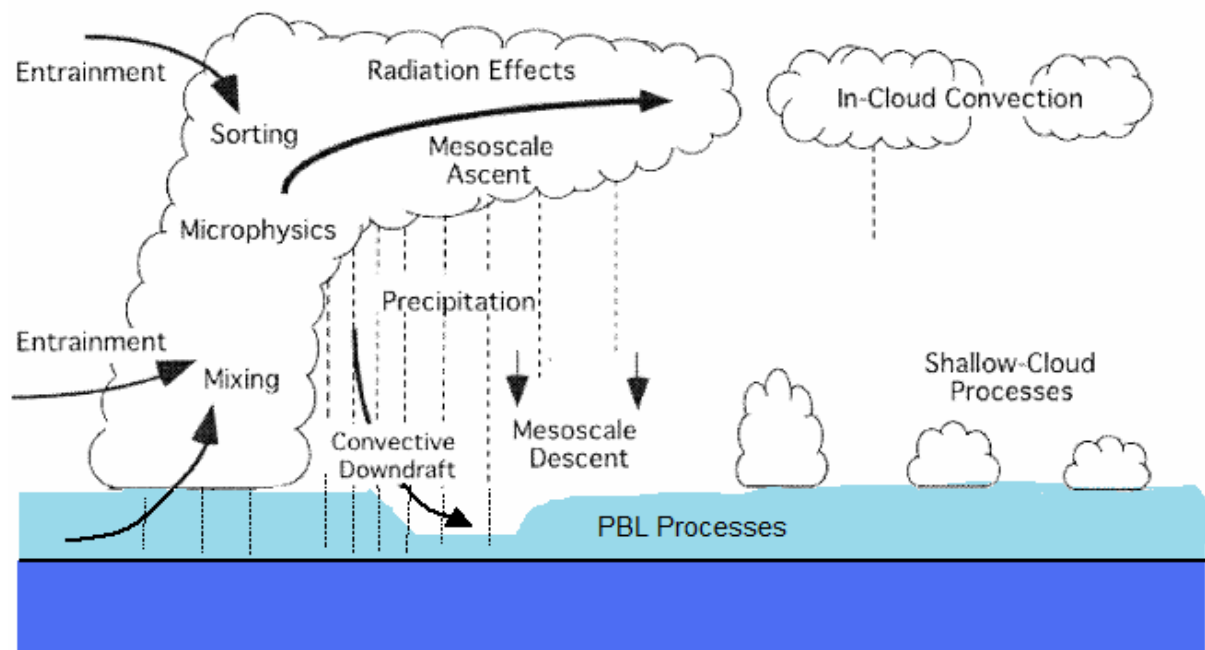 Entrainment
Radiation Effects
In-Cloud Convection
Sorting
Mesoscale
Ascent
Microphysics
Precipitation
Entrainment
Mixing
Shallow-Cloud
Processes
Convective
Downdraft
Mesoscale
Descent
PBL Processes